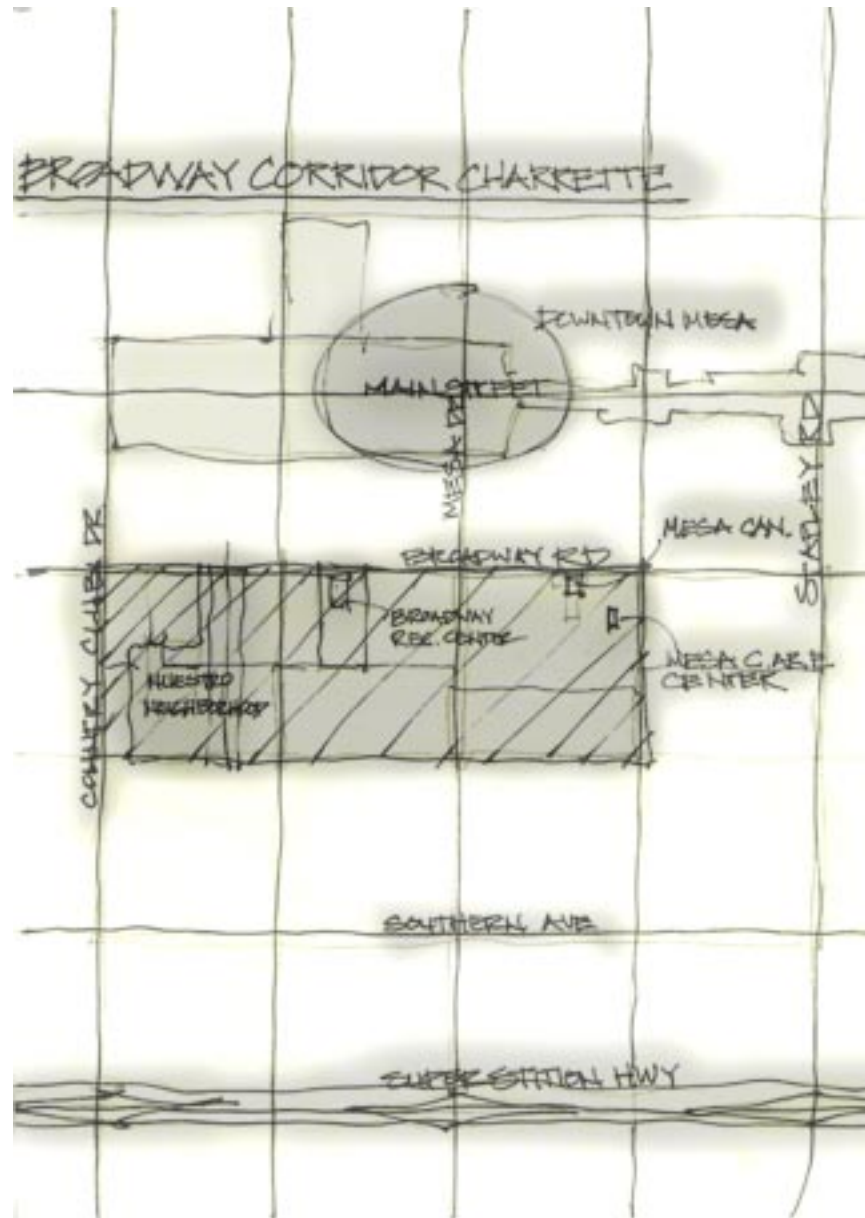 BROADWAY CORRIDOR CHARRETTE
DOWNTOWN MESA
MAIN STREET
MESA DR
STAPLEY RD
MESA CAN.
BROADWAY RD
COUNTRY CLUB DR
BROADWAY
REC. CENTER
MESA C.A.R.E.
CENTER
NUESTRO
NEIGHBORHOOD
SOUTHERN AVE
SUPERSTITION HWY